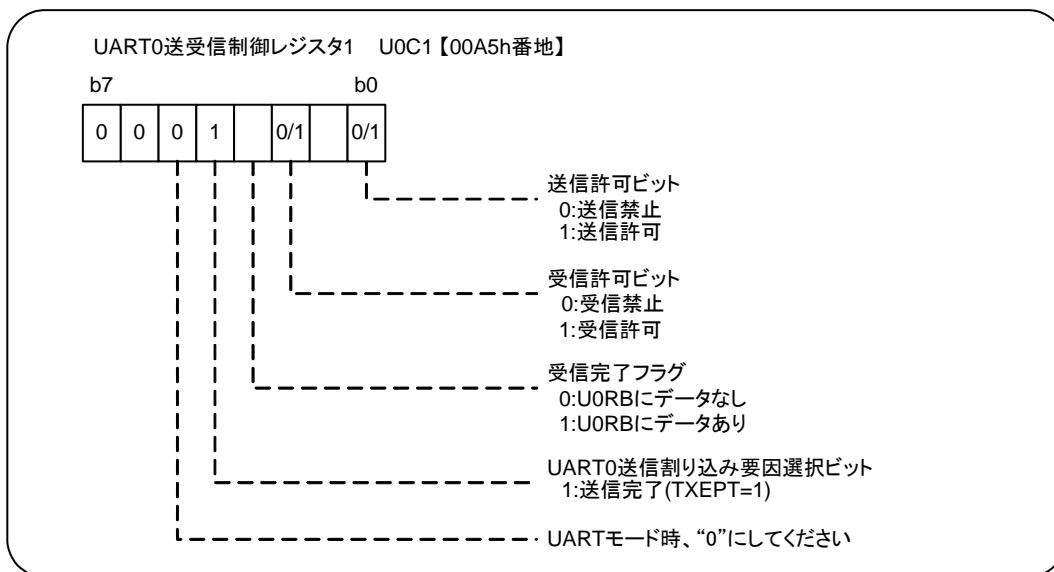 UART0送受信制御レジスタ1 U0C1【00A5h番地】
b7 b0
0 0 0 1 0/1 0/1
送信許可ビット
0:送信禁止
1:送信許可
受信許可ビット
0:受信禁止
1:受信許可
受信完了フラグ
0:U0RBにデータなし
1:U0RBにデータあり
UART0送信割り込み要因選択ビット
1:送信完了(TXEPT=1)
UARTモード時、“0”にしてください